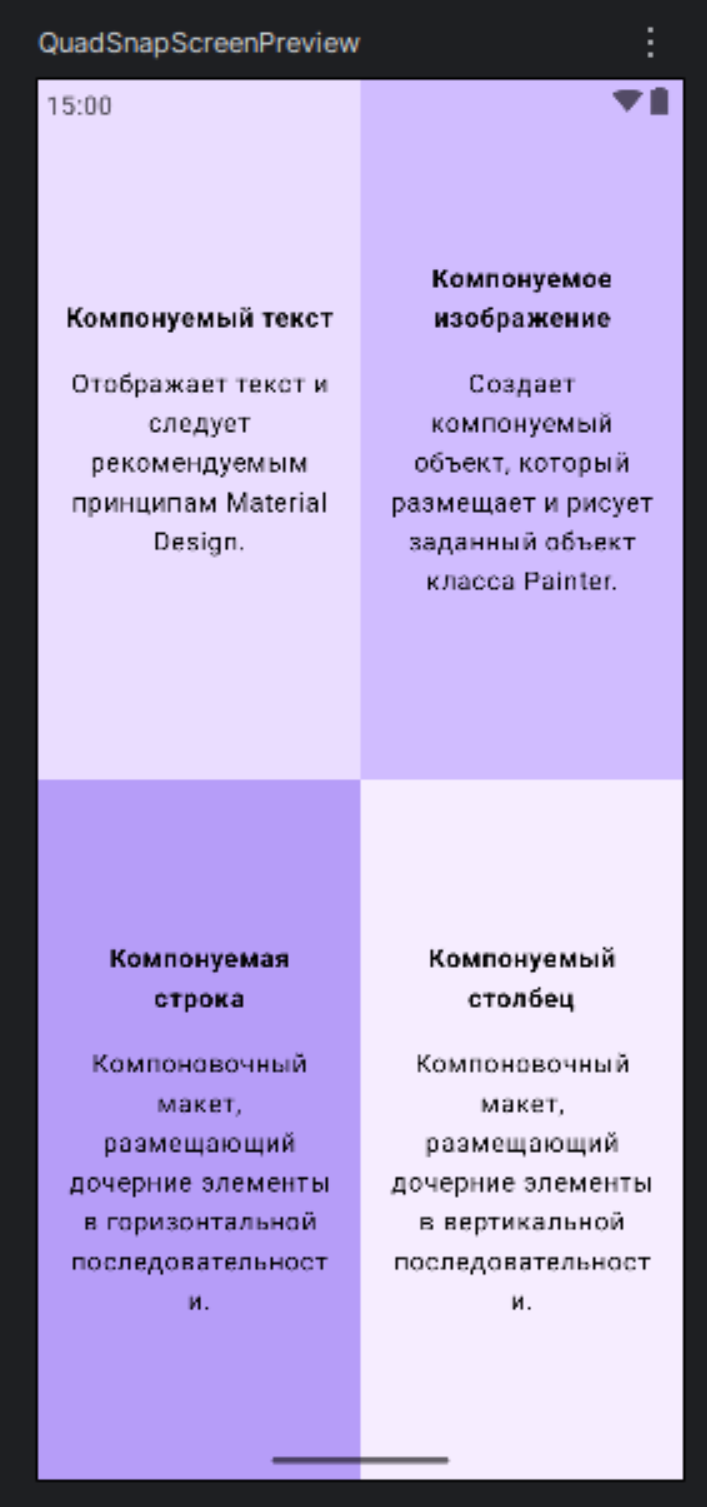 QuadSnapScreenPreview
15:00
Компонуемый текст
Отображает текст и
следует
рекомендуемым
принципам Material
Design.
Компонуемое
изображение
Создает
компонуемый
объект, который
размещает и рисует
заданный объект
класса Painter.
Компонуемая
строка
Компоновочный
макет,
размещающий
дочерние элементы
в горизонтальной
последовательност
и.
Компонуемый
столбец
Компоновочный
макет,
размещающий
дочерние элементы
в вертикальной
последовательност
и.